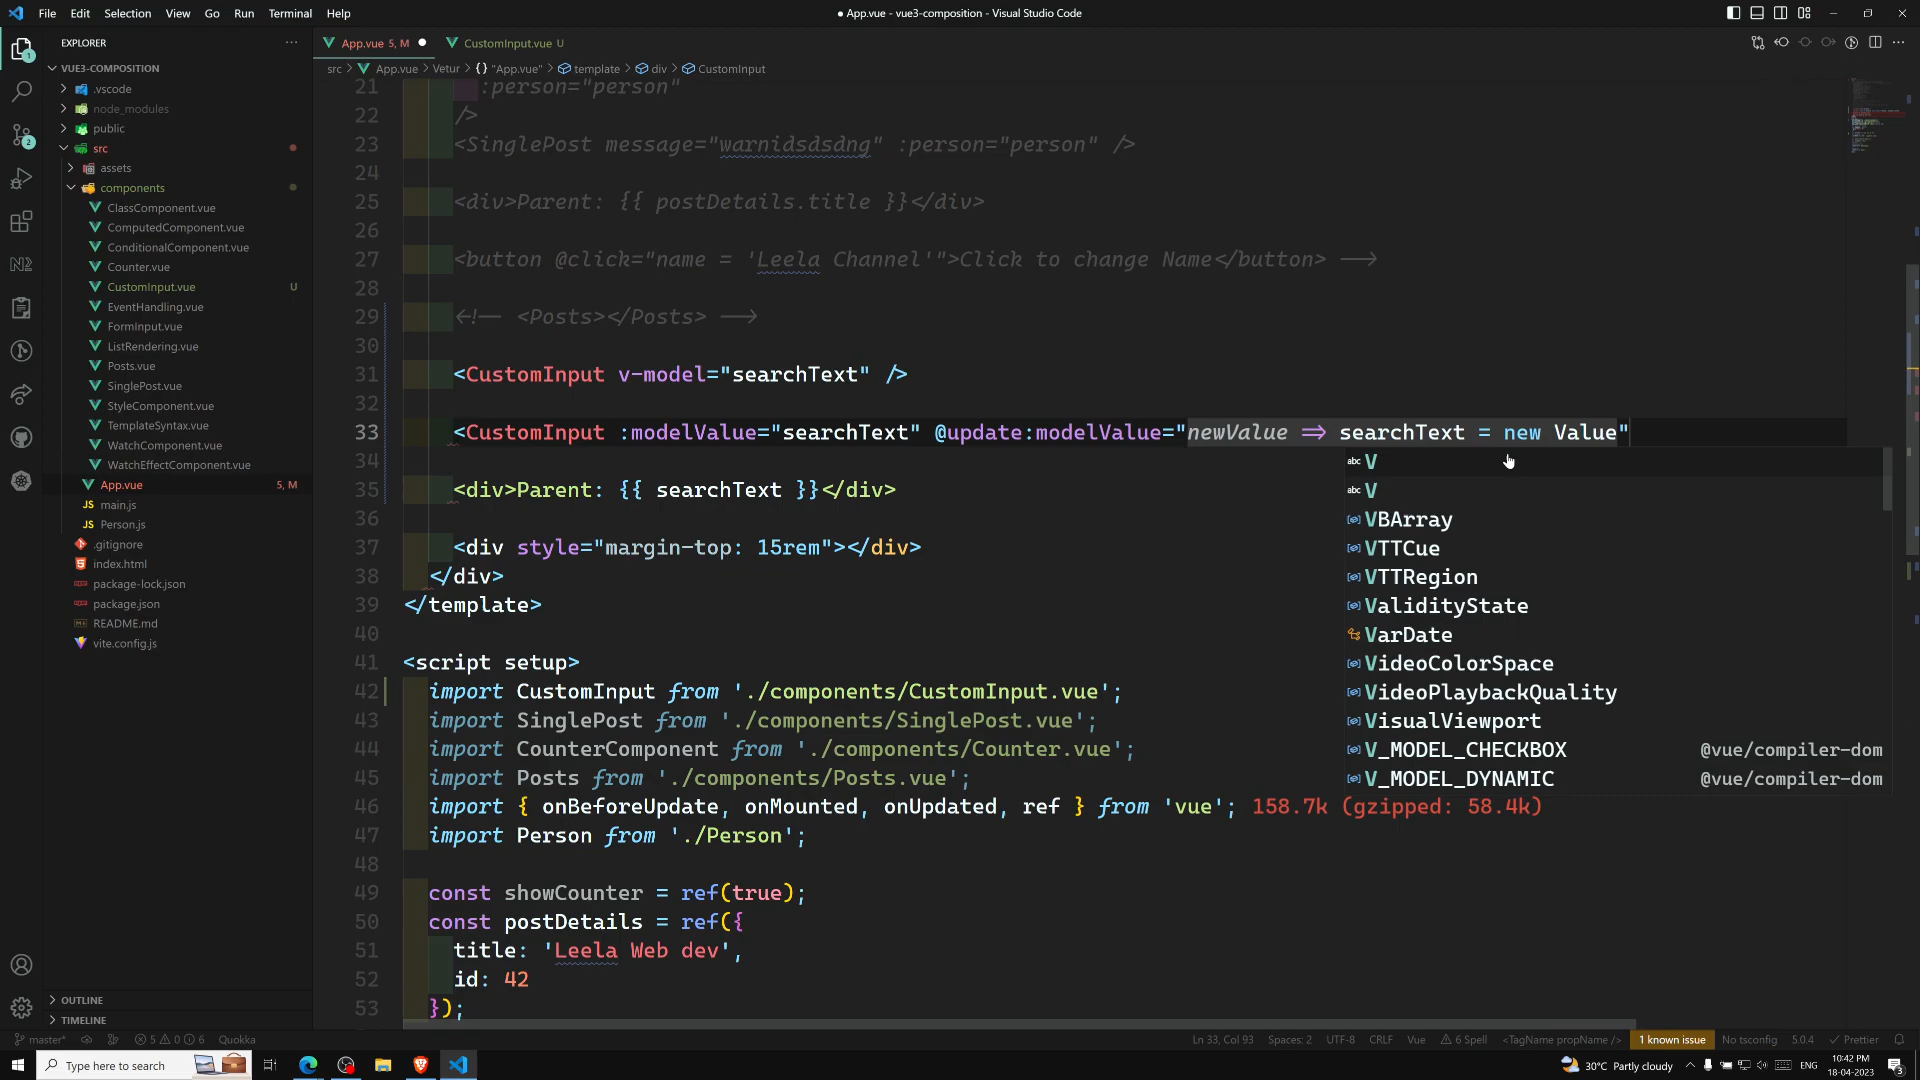 File Edit Selection View Go Run Terminal Help
● App.vue - vue3-composition - Visual Studio Code
EXPLORER
VUE3-COMPOSITION
.vscode
node_modules
public
src
assets
components
ClassComponent.vue
ComputedComponent.vue
ConditionalComponent.vue
Counter.vue
CustomInput.vue U
EventHandling.vue
FormInput.vue
ListRendering.vue
Posts.vue
SinglePost.vue
StyleComponent.vue
TemplateSyntax.vue
WatchComponent.vue
WatchEffectComponent.vue
App.vue 5, M
JS main.js
JS Person.js
.gitignore
index.html
package-lock.json
package.json
README.md
vite.config.js
OUTLINE
TIMELINE
App.vue 5, M ● CustomInput.vue U
src > App.vue > Vetur > {} "App.vue" > template > div > CustomInput
21 :person="person"
22 />
23 <SinglePost message="warnidsdsdng" :person="person" />
24
25 <div>Parent: {{ postDetails.title }}</div>
26
27 <button @click="name = 'Leela Channel'">Click to change Name</button> -->
28
29 <!-- <Posts></Posts> -->
30
31 <CustomInput v-model="searchText" />
32
33 <CustomInput :modelValue="searchText" @update:modelValue="newValue => searchText = new Value"
34
35 <div>Parent: {{ searchText }}</div>
36
37 <div style="margin-top: 15rem"></div>
38 </div>
39 </template>
40
41 <script setup>
42 import CustomInput from './components/CustomInput.vue';
43 import SinglePost from './components/SinglePost.vue';
44 import CounterComponent from './components/Counter.vue';
45 import Posts from './components/Posts.vue';
46 import { onBeforeUpdate, onMounted, onUpdated, ref } from 'vue'; 158.7k (gzipped: 58.4k)
47 import Person from './Person';
48
49 const showCounter = ref(true);
50 const postDetails = ref({
51 title: 'Leela Web dev',
52 id: 42
53 });
abc V
abc V
VBArray
VTTCue
VTTRegion
ValidityState
VarDate
VideoColorSpace
VideoPlaybackQuality
VisualViewport
V_MODEL_CHECKBOX @vue/compiler-dom
V_MODEL_DYNAMIC @vue/compiler-dom
master* 5 0 6 Quokka
Ln 33, Col 93 Spaces: 2 UTF-8 CRLF Vue 6 Spell <TagName propName /> 1 known issue No tsconfig 5.0.4 Prettier
Type here to search
30°C Partly cloudy ENG 10:42 PM
18-04-2023 3